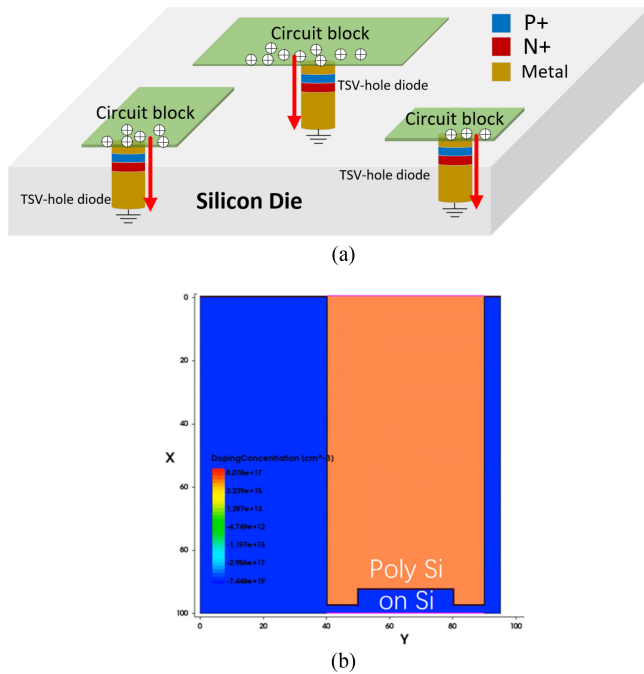 (a)
Circuit block
P+
N+
Metal
TSV-hole diode
Circuit block
Circuit block
TSV-hole diode
TSV-hole diode
Silicon Die
(a)
0
20
40
60
80
100
X
DopingConcentration (cm^-3)
8.078e+17
3.239e+15
1.297e+13
-4.749e+12
-1.197e+15
-2.986e+17
-7.446e+19
Poly Si
on Si
0
20
40
60
80
100
Y
(b)